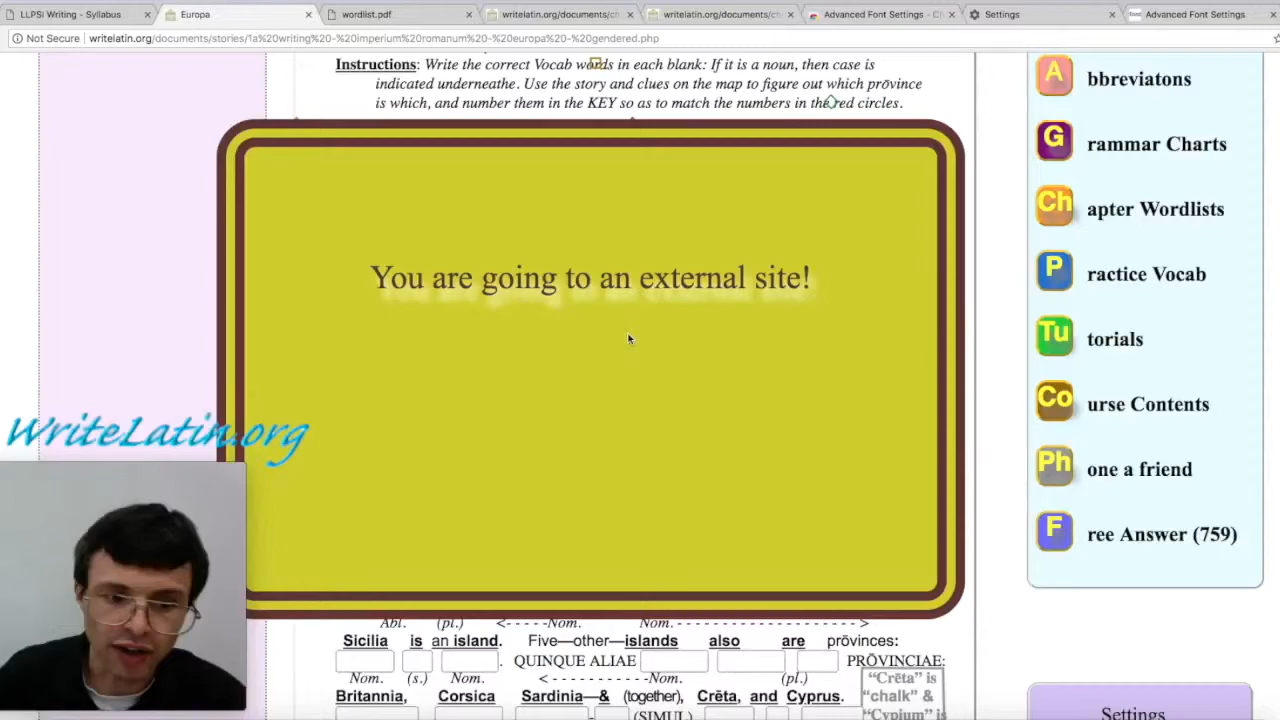 LLPSI Writing - Syllabus
Europa
wordlist.pdf
writelatin.org/documents/ch
writelatin.org/documents/ch
Advanced Font Settings - Ch
Settings
Advanced Font Settings
Not Secure writelatin.org/documents/stories/1a%20writing%20-%20imperium%20romanum%20-%20europa%20-%20gendered.php
Instructions: Write the correct Vocab words in each blank: If it is a noun, then case is
indicated underneathe. Use the story and clues on the map to figure out which prōvince
is which, and number them in the KEY so as to match the numbers in the red circles.
You are going to an external site!
A bbreviatons
G rammar Charts
Ch apter Wordlists
P ractice Vocab
Tu torials
Co urse Contents
Ph one a friend
F ree Answer (759)
WriteLatin.org
Abl. (pl.) <-----Nom. Nom. - - - - - - - - - - - - - - - - - - - - >
Sicilia is an island. Five—other—islands also are prōvinces:
. QUINQUE ALIAE PRŌVINCIAE:
Nom. (s.) < - - - - - - - - - - -Nom. (pl.)
Britannia, Corsica Sardinia—& (together), Crēta, and Cyprus.
(SIMUL)
"Crēta" is
"chalk" &
"Cypium" is
Settings